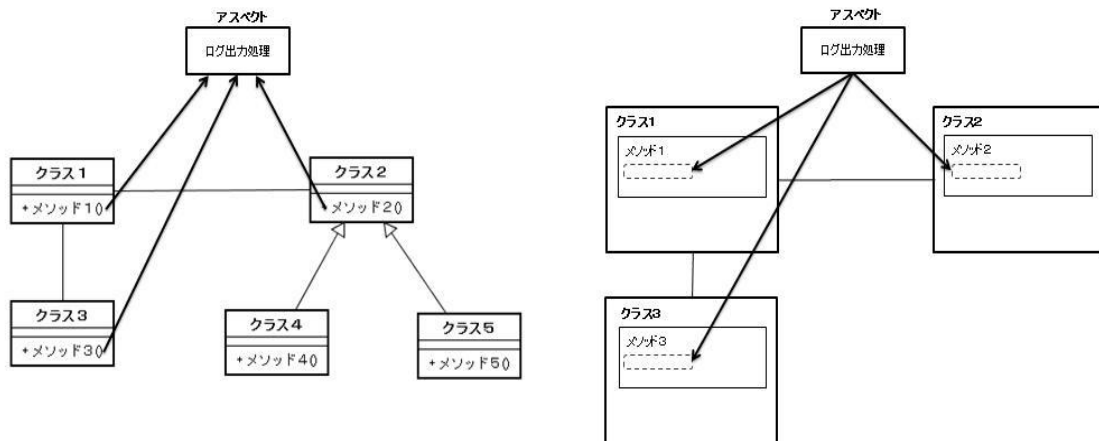 アスペクト
ログ出力処理
クラス1
+メソッド1()
クラス2
+メソッド2()
クラス3
+メソッド3()
クラス4
+メソッド4()
クラス5
+メソッド5()
アスペクト
ログ出力処理
クラス1
メソッド1
クラス2
メソッド2
クラス3
メソッド3